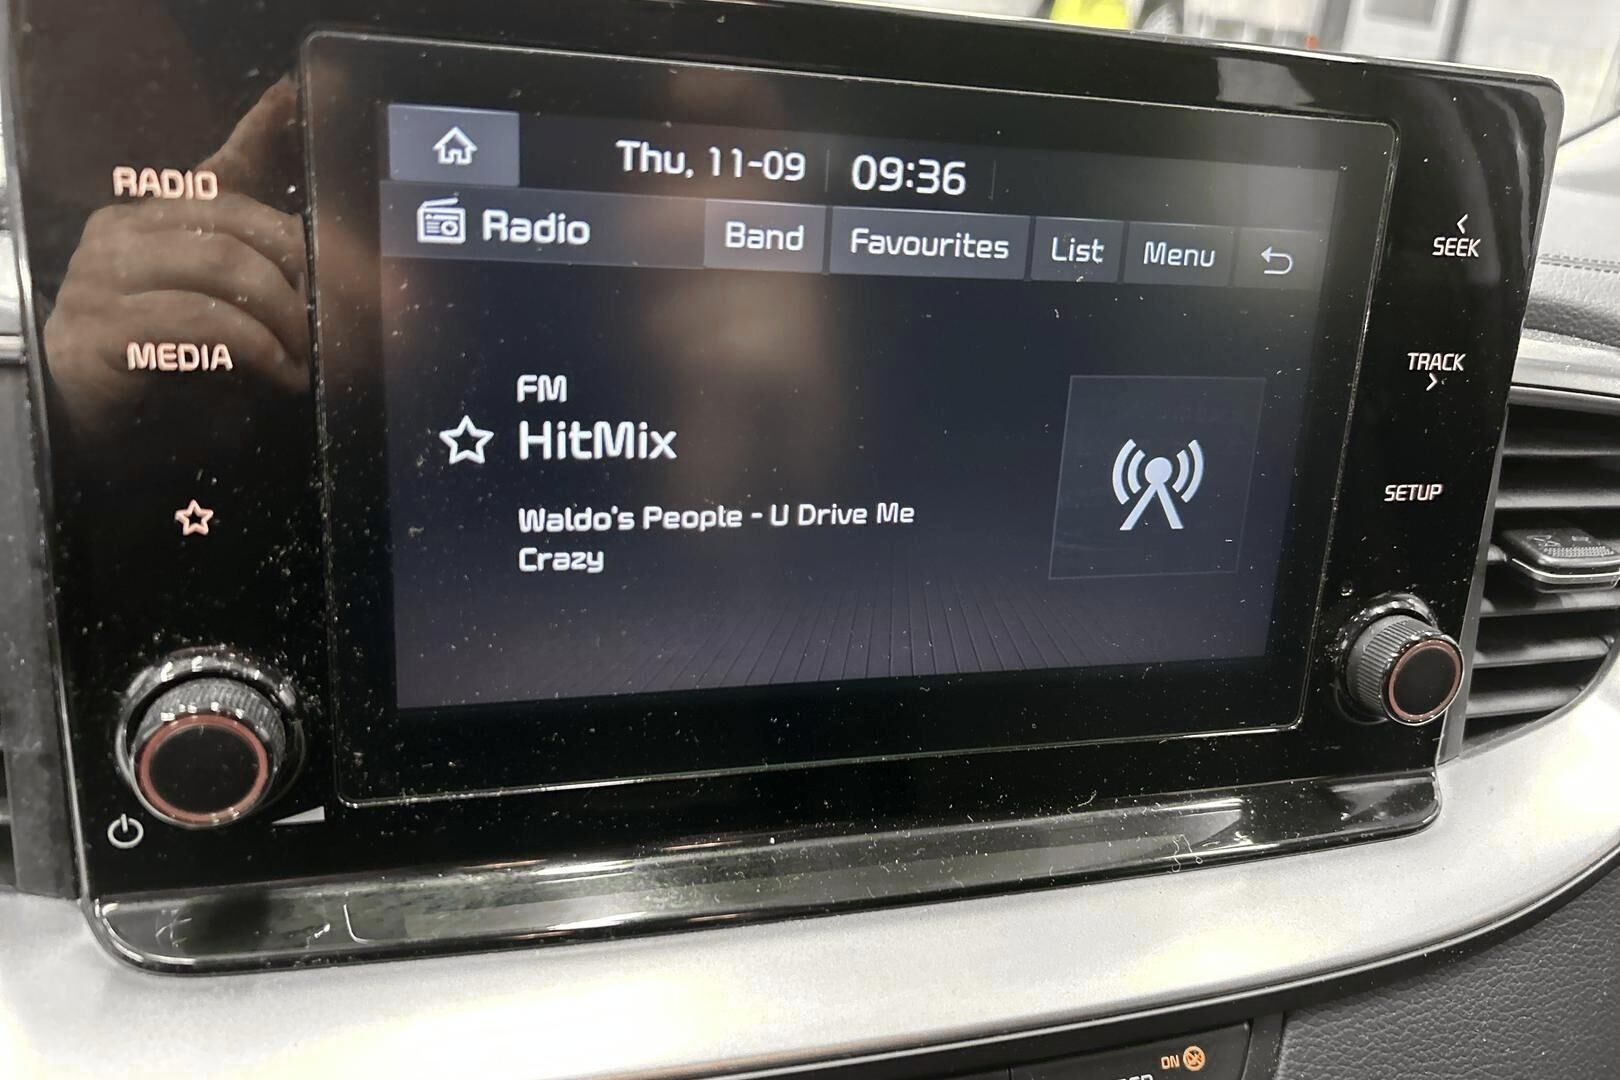 RADIO
MEDIA
Thu, 11-09
09:36
Radio
Band
Favourites
List
Menu
FM
HitMix
Waldo's People - U Drive Me
Crazy
SEEK
TRACK
SETUP
ON